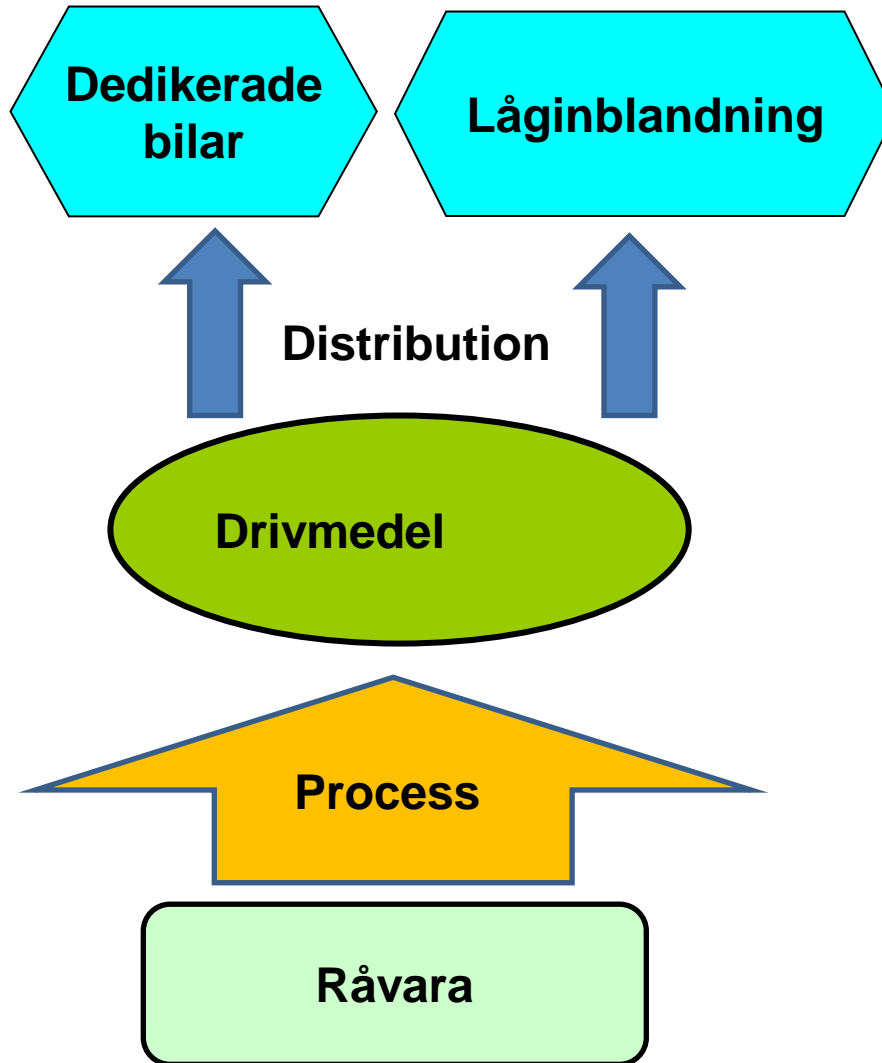 Dedikerade
bilar
Låginblandning
Distribution
Drivmedel
Process
Råvara